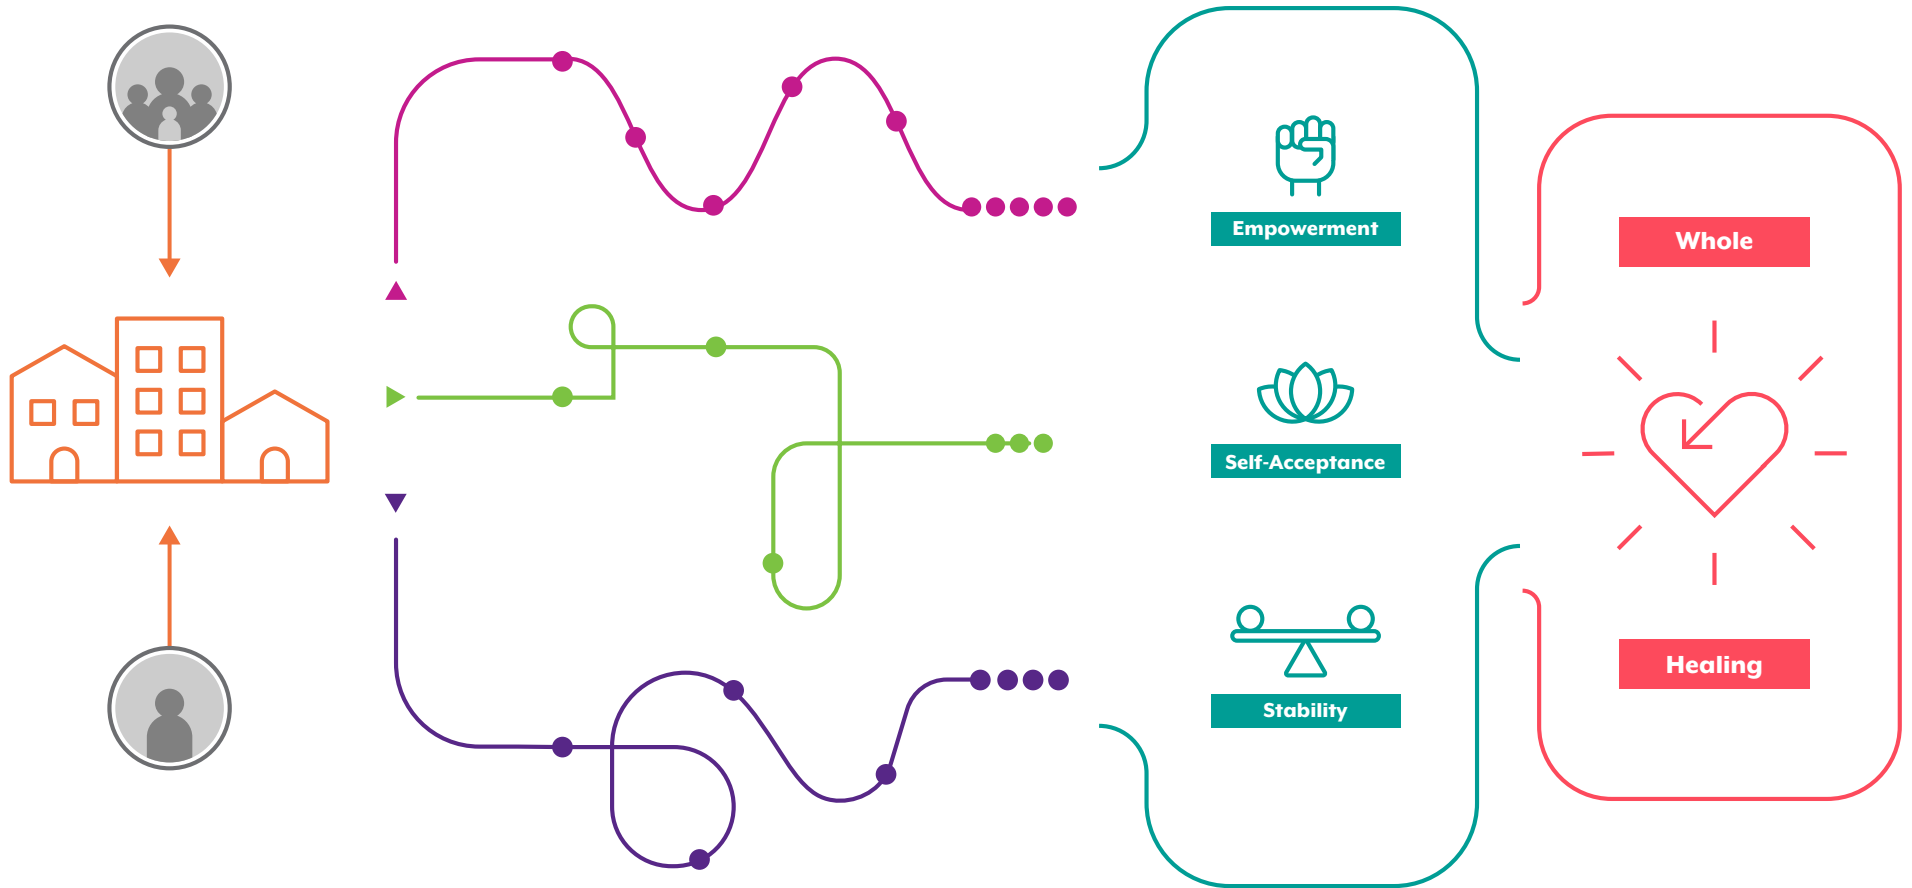 Empowerment
Self-Acceptance
Stability
Whole
Healing